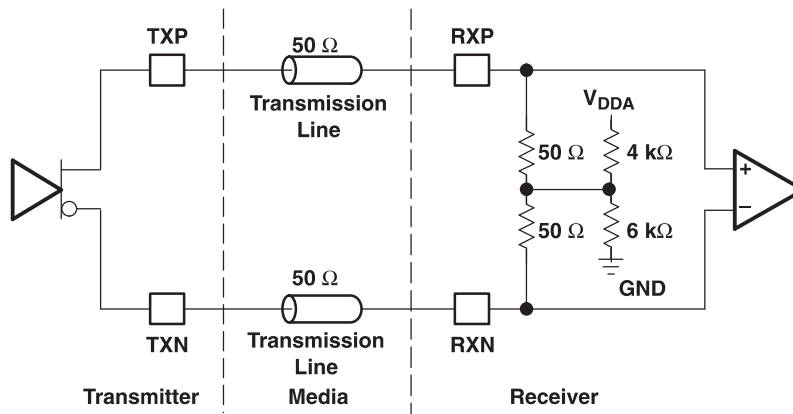 TXP
50 Ω
RXP
Transmission
Line
VDDA
50 Ω
4 kΩ
+
−
50 Ω
6 kΩ
GND
50 Ω
TXN
Transmission
Line
RXN
Transmitter
Media
Receiver